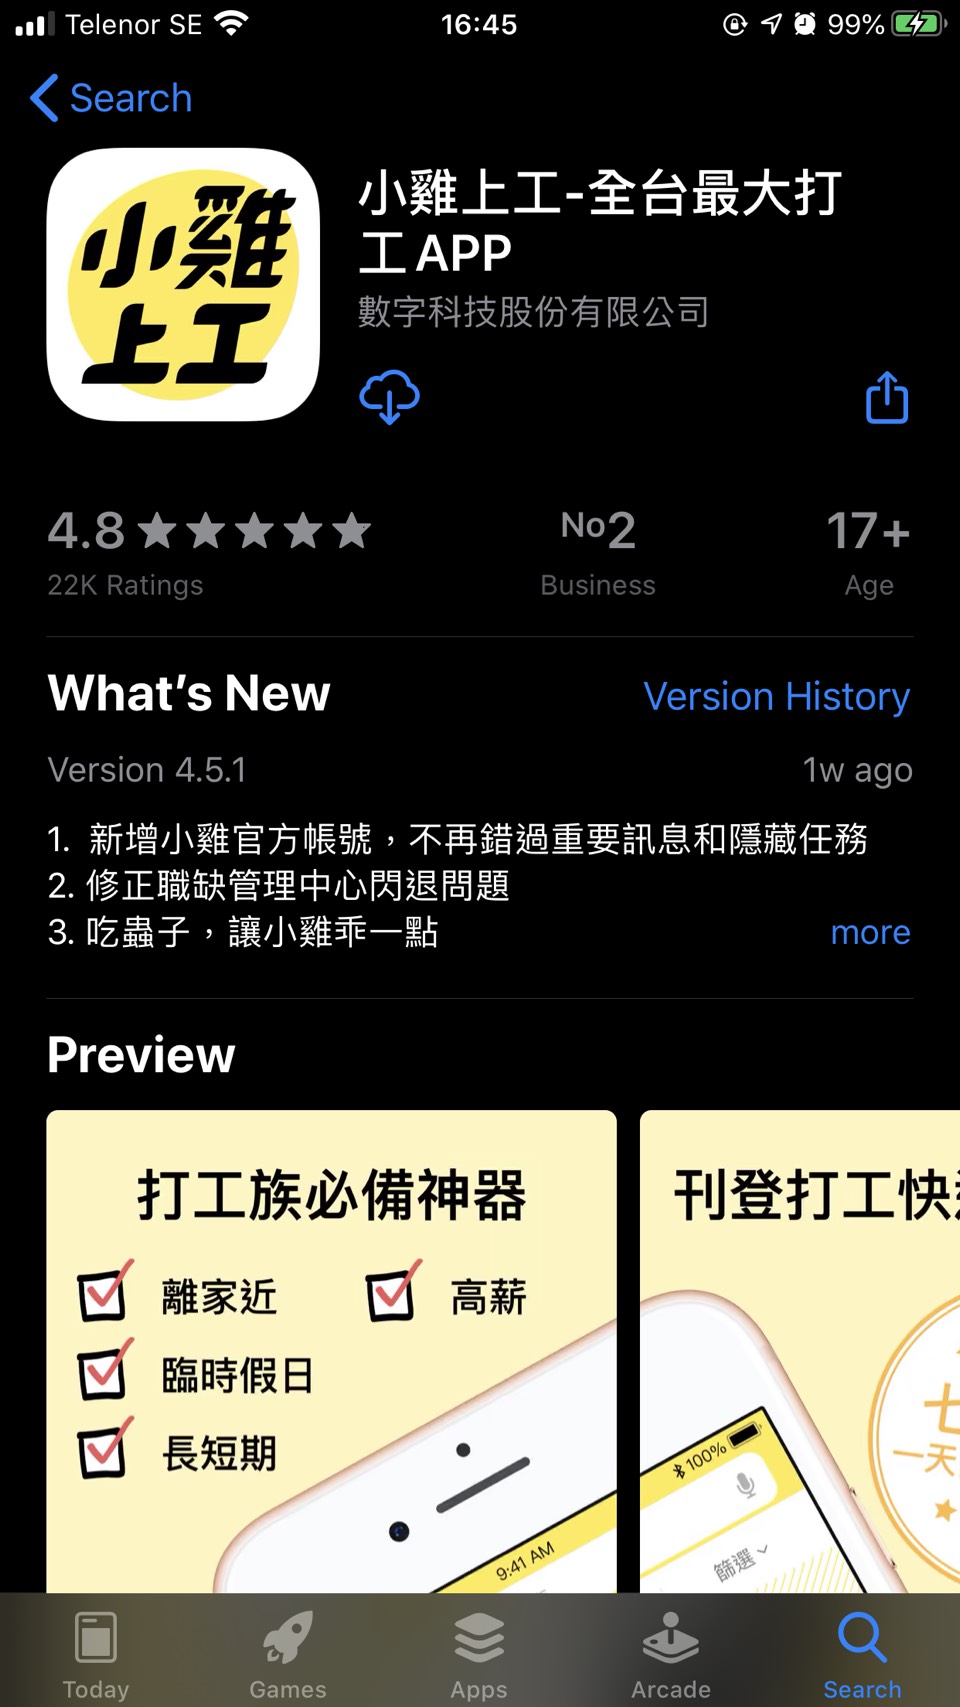 Telenor SE 16:45 99%
Search
小雞
上工
小雞上工-全台最大打
工APP
數字科技股份有限公司
4.8 No2 17+
22K Ratings Business Age
What's New Version History
Version 4.5.1 1w ago
1. 新增小雞官方帳號，不再錯過重要訊息和隱藏任務
2. 修正職缺管理中心閃退問題
3. 吃蟲子，讓小雞乖一點 more
Preview
打工族必備神器
離家近 高薪
臨時假日
長短期
9:41 AM
刊登打工快
100%
篩選
七
一天
Today Games Apps Arcade Search